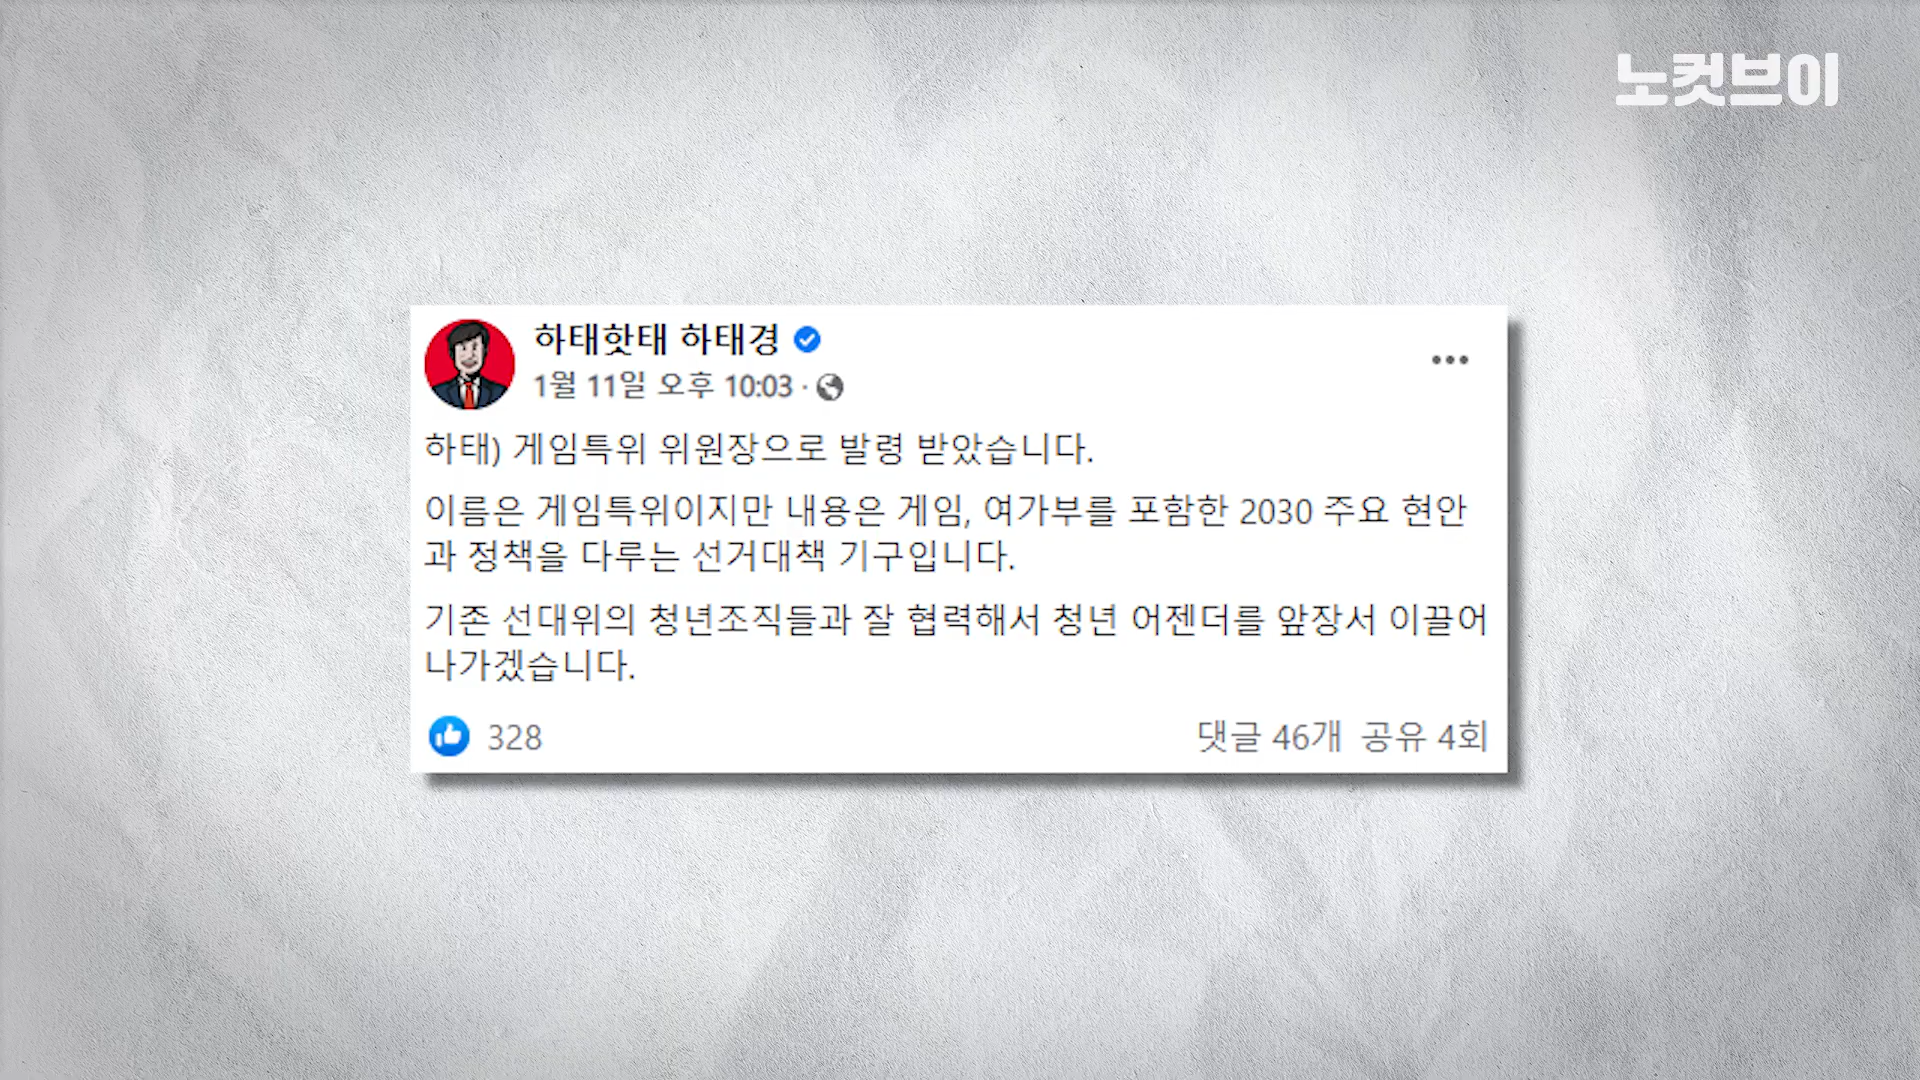 노컷브이
하태핫태 하태경
1월 11일 오후 10:03 ·
하태) 게임특위 위원장으로 발령 받았습니다.
이름은 게임특위이지만 내용은 게임, 여가부를 포함한 2030 주요 현안
과 정책을 다루는 선거대책 기구입니다.
기존 선대위의 청년조직들과 잘 협력해서 청년 어젠더를 앞장서 이끌어
나가겠습니다.
328
댓글 46개 공유 4회